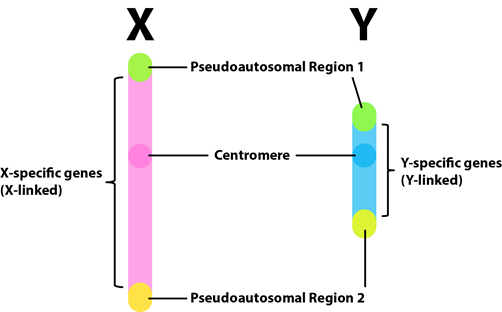 X
Y
Pseudoautosomal Region 1
Centromere
X-specific genes
(X-linked)
Y-specific genes
(Y-linked)
Pseudoautosomal Region 2